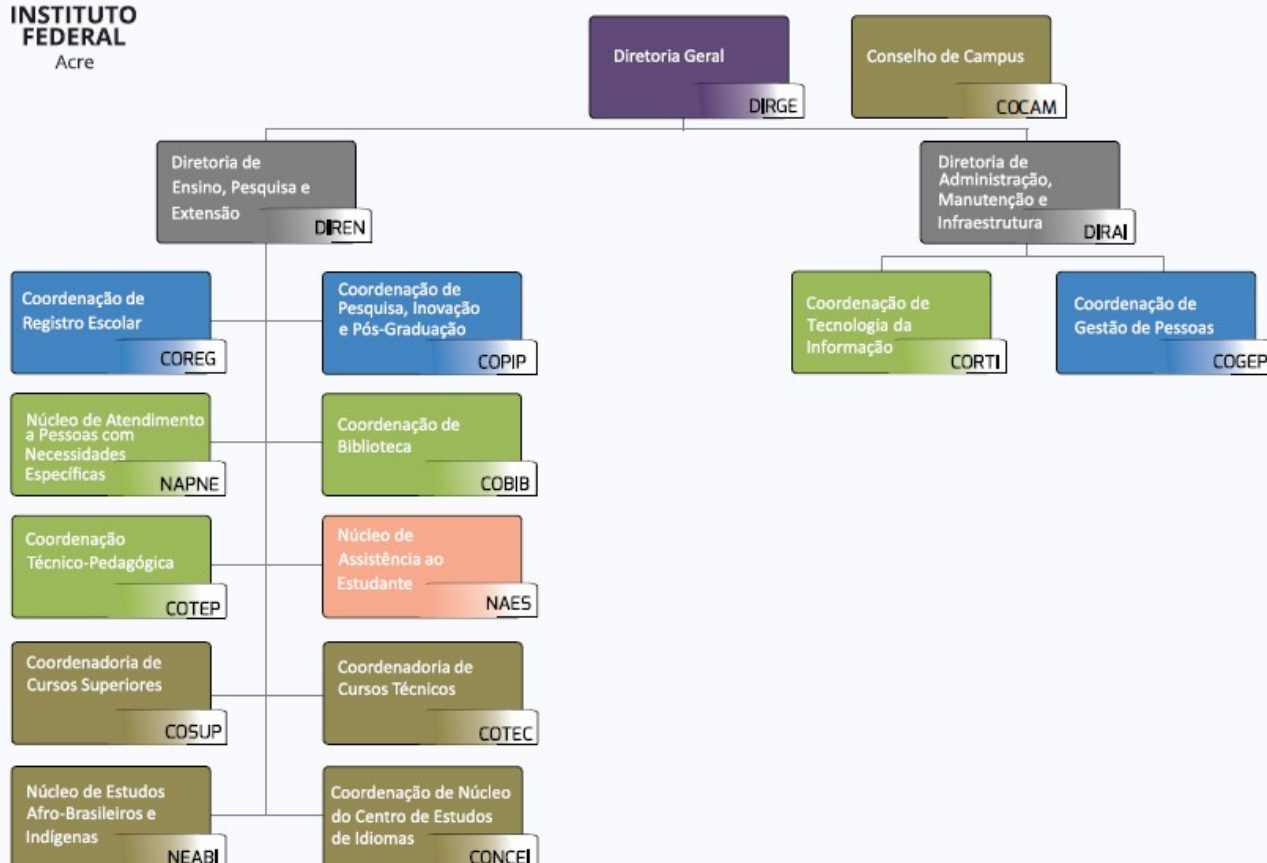 INSTITUTO
FEDERAL
Acre
Diretoria Geral
DIRGE
Conselho de Campus
COCAM
Diretoria de
Ensino, Pesquisa e
Extensão
DIREN
Diretoria de
Administração,
Manutenção e
Infraestrutura
DIRAI
Coordenação de
Registro Escolar
COREG
Coordenação de
Pesquisa, Inovação
e Pós-Graduação
COPIP
Coordenação de
Tecnologia da
Informação
CORTI
Coordenação de
Gestão de Pessoas
COGEP
Núcleo de Atendimento
a Pessoas com
Necessidades
Específicas
NAPNE
Coordenação de
Biblioteca
COBIB
Coordenação
Técnico-Pedagógica
COTEP
Núcleo de
Assistência ao
Estudante
NAES
Coordenadoria de
Cursos Superiores
COSUP
Coordenadoria de
Cursos Técnicos
COTEC
Núcleo de Estudos
Afro-Brasileiros e
Indígenas
NEABI
Coordenação de Núcleo
do Centro de Estudos
de Idiomas
CONCEI